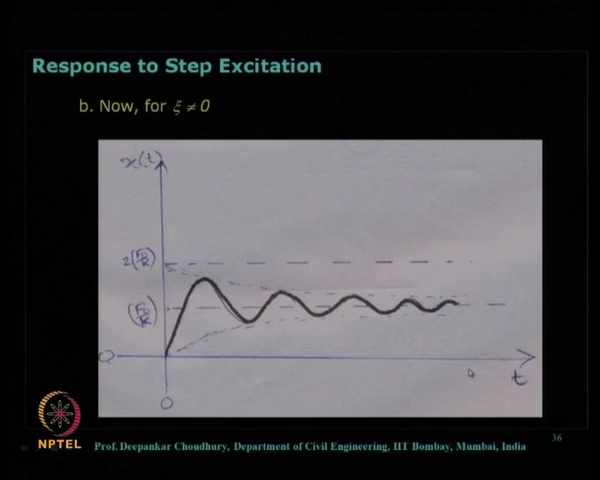 Response to Step Excitation
b. Now, for ξ ≠ 0
x(t)
2(F₀/k)
(F₀/k)
0
t
0
NPTEL
Prof. Deepankar Choudhury, Department of Civil Engineering, IIT Bombay, Mumbai, India
36